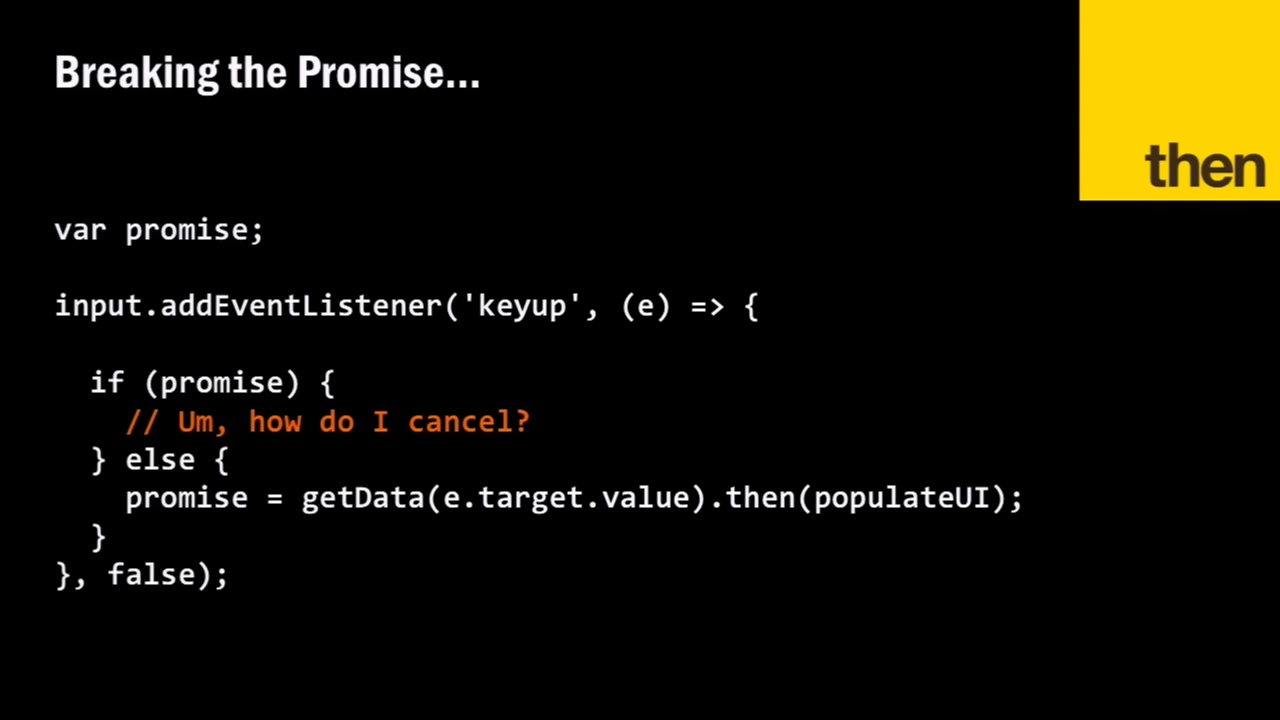 Breaking the Promise...
then
var promise;
input.addEventListener('keyup', (e) => {
if (promise) {
// Um, how do I cancel?
} else {
promise = getData(e.target.value).then(populateUI);
}
}, false);